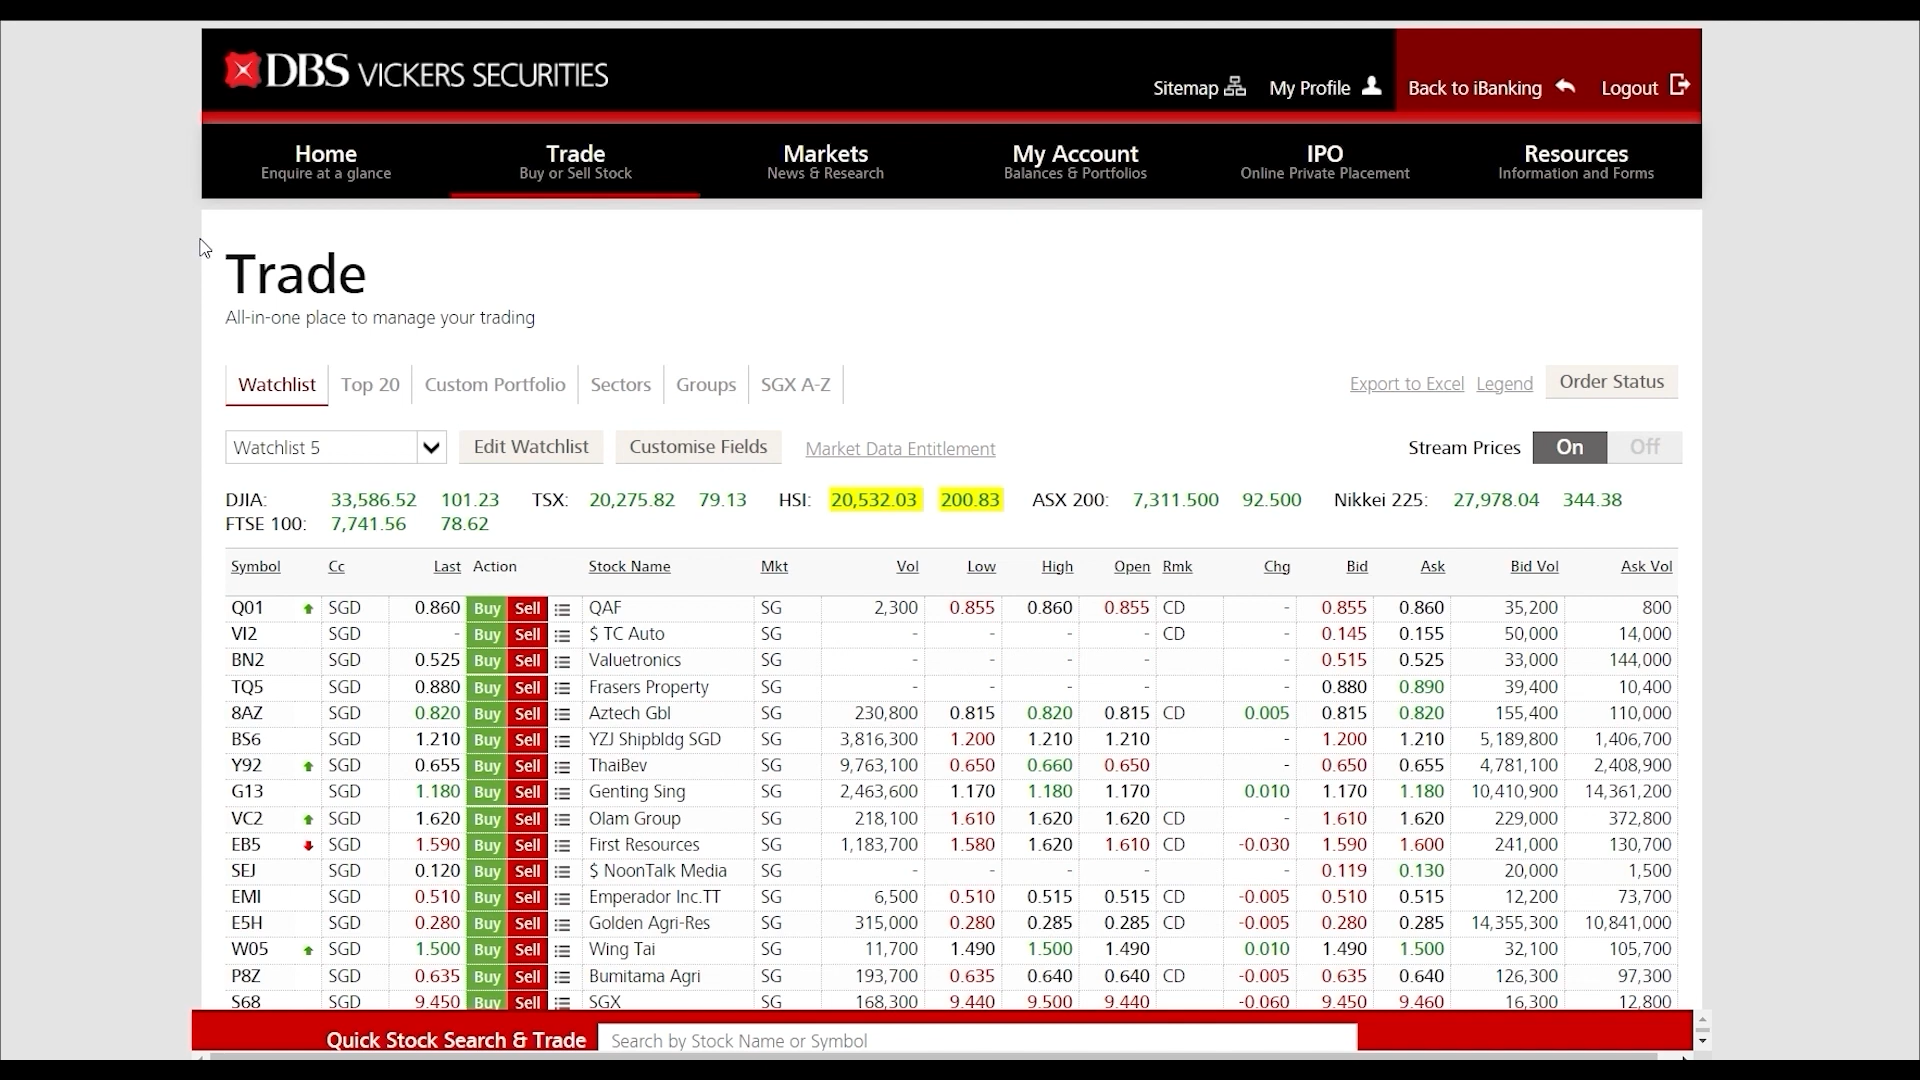 DBS VICKERS SECURITIES
Sitemap My Profile Back to iBanking Logout
Home Trade Markets My Account IPO Resources
Enquire at a glance Buy or Sell Stock News & Research Balances & Portfolios Online Private Placement Information and Forms
Trade
All-in-one place to manage your trading
Watchlist Top 20 Custom Portfolio Sectors Groups SGX A-Z Export to Excel Legend Order Status
Watchlist 5 Edit Watchlist Customise Fields Market Data Entitlement Stream Prices On Off
DJIA: 33,586.52 101.23 TSX: 20,275.82 79.13 HSI: 20,532.03 200.83 ASX 200: 7,311.500 92.500 Nikkei 225: 27,978.04 344.38
FTSE 100: 7,741.56 78.62
Symbol Cc Last Action Stock Name Mkt Vol Low High Open Rmk Chg Bid Ask Bid Vol Ask Vol
Q01 SGD 0.860 Buy Sell QAF SG 2,300 0.855 0.860 0.855 CD - 0.855 0.860 35,200 800
VI2 SGD - Buy Sell $ TC Auto SG - - - - CD - 0.145 0.155 50,000 14,000
BN2 SGD 0.525 Buy Sell Valuetronics SG - - - - - 0.515 0.525 33,000 144,000
TQ5 SGD 0.880 Buy Sell Frasers Property SG - - - - - 0.880 0.890 39,400 10,400
8AZ SGD 0.820 Buy Sell Aztech Gbl SG 230,800 0.815 0.820 0.815 CD 0.005 0.815 0.820 155,400 110,000
BS6 SGD 1.210 Buy Sell YZJ Shipbldg SGD SG 3,816,300 1.200 1.210 1.210 - 1.200 1.210 5,189,800 1,406,700
Y92 SGD 0.655 Buy Sell ThaiBev SG 9,763,100 0.650 0.660 0.650 - 0.650 0.655 4,781,100 2,408,900
G13 SGD 1.180 Buy Sell Genting Sing SG 2,463,600 1.170 1.180 1.170 0.010 1.170 1.180 10,410,900 14,361,200
VC2 SGD 1.620 Buy Sell Olam Group SG 218,100 1.610 1.620 1.620 CD - 1.610 1.620 229,000 372,800
EB5 SGD 1.590 Buy Sell First Resources SG 1,183,700 1.580 1.620 1.610 CD -0.030 1.590 1.600 241,000 130,700
SEJ SGD 0.120 Buy Sell $ NoonTalk Media SG - - - - - 0.119 0.130 20,000 1,500
EMI SGD 0.510 Buy Sell Emperador Inc.TT SG 6,500 0.510 0.515 0.515 CD -0.005 0.510 0.515 12,200 73,700
E5H SGD 0.280 Buy Sell Golden Agri-Res SG 315,000 0.280 0.285 0.285 CD -0.005 0.280 0.285 14,355,300 10,841,000
W05 SGD 1.500 Buy Sell Wing Tai SG 11,700 1.490 1.500 1.490 0.010 1.490 1.500 32,100 105,700
P8Z SGD 0.635 Buy Sell Bumitama Agri SG 193,700 0.635 0.640 0.640 CD -0.005 0.635 0.640 126,300 97,300
S68 SGD 9.450 Buy Sell SGX SG 168,300 9.440 9.500 9.440 -0.060 9.450 9.460 16,300 12,800
Quick Stock Search & Trade Search by Stock Name or Symbol